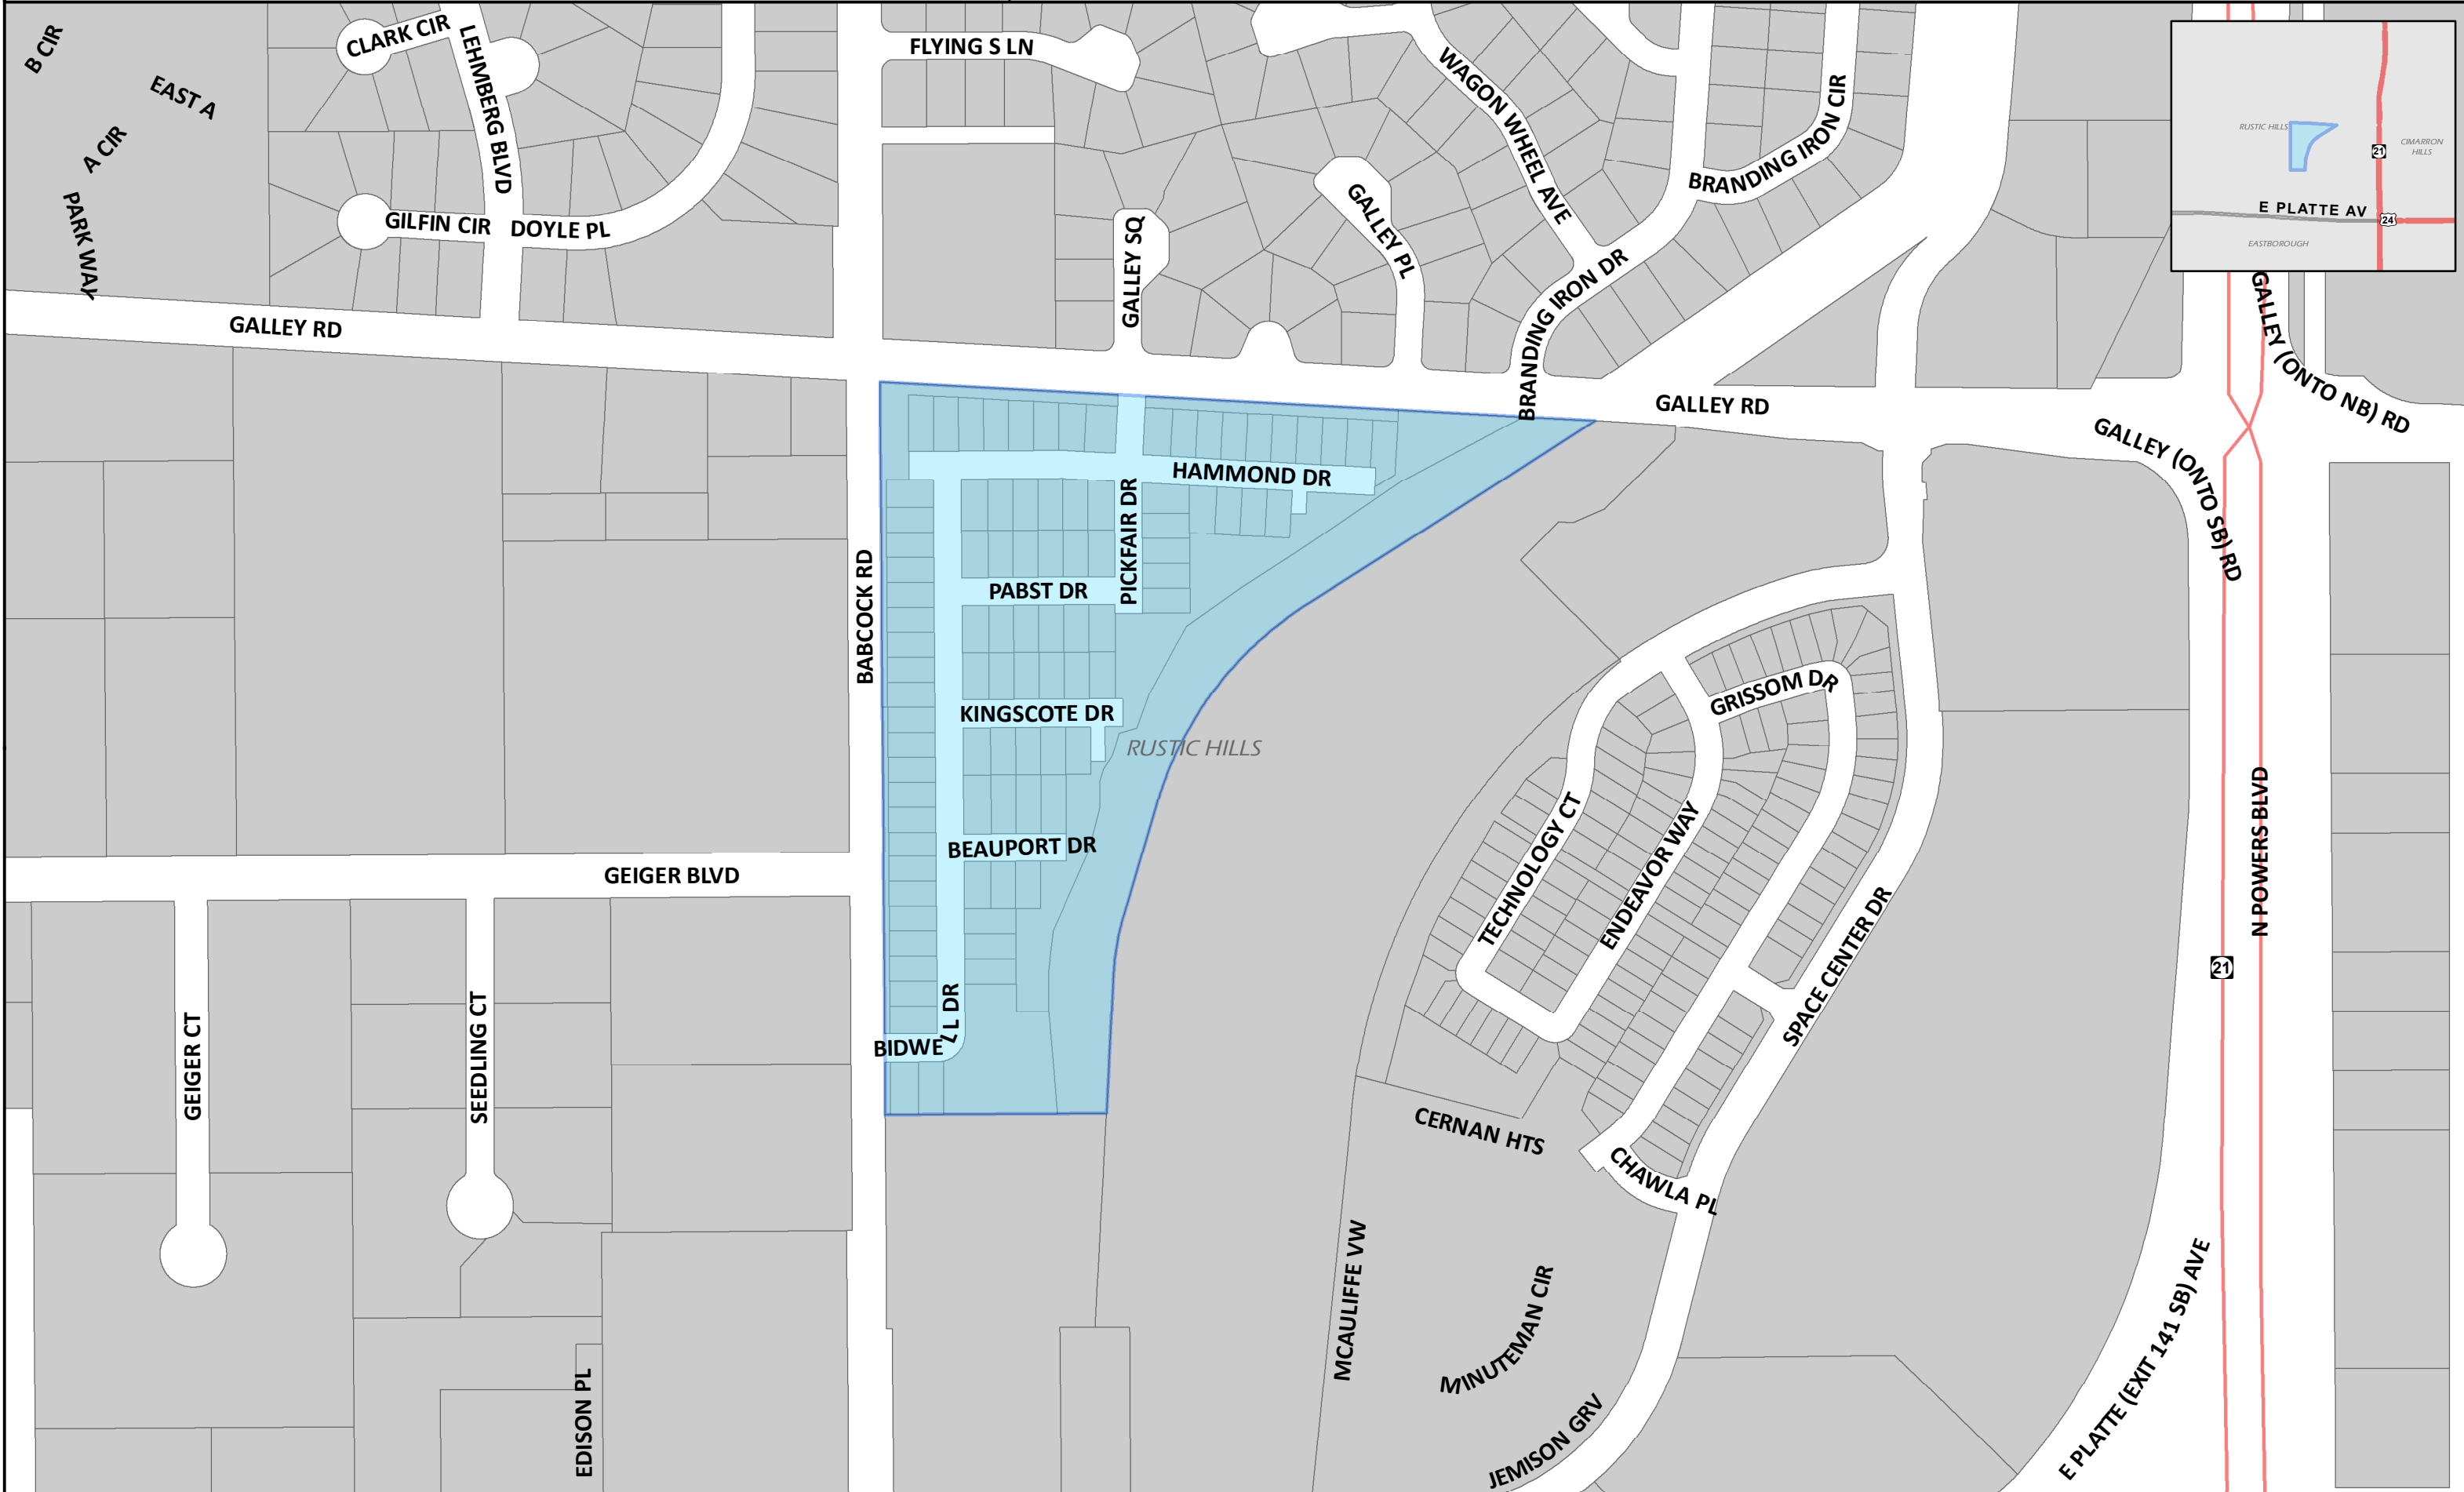 B CIR
EAST A
A CIR
PARK WAY
CLARK CIR
LEHMBERG BLVD
GILFIN CIR
DOYLE PL
FLYING S LN
GALLEY SQ
GALLEY PL
WAGON WHEEL AVE
BRANDING IRON CIR
BRANDING IRON DR
RUSTIC HILLS
21
CIMARRON
HILLS
E PLATTE AV
24
EASTBOROUGH
GALLEY RD
GALLEY RD
GALLEY (ONTO NB) RD
GALLEY (ONTO SB) RD
HAMMOND DR
PICKFAIR DR
PABST DR
BABCOCK RD
KINGSCOTE DR
RUSTIC HILLS
BEAUPORT DR
BIDWELL DR
GEIGER BLVD
GEIGER CT
SEEDLING CT
EDISON PL
GRISSOM DR
TECHNOLOGY CT
ENDEAVOR WAY
SPACE CENTER DR
N POWERS BLVD
21
CERNAN HTS
CHAWLA PL
MCAULIFFE VW
MINUTEMAN CIR
JEMISON GRV
E PLATTE (EXIT 141 SB) AVE